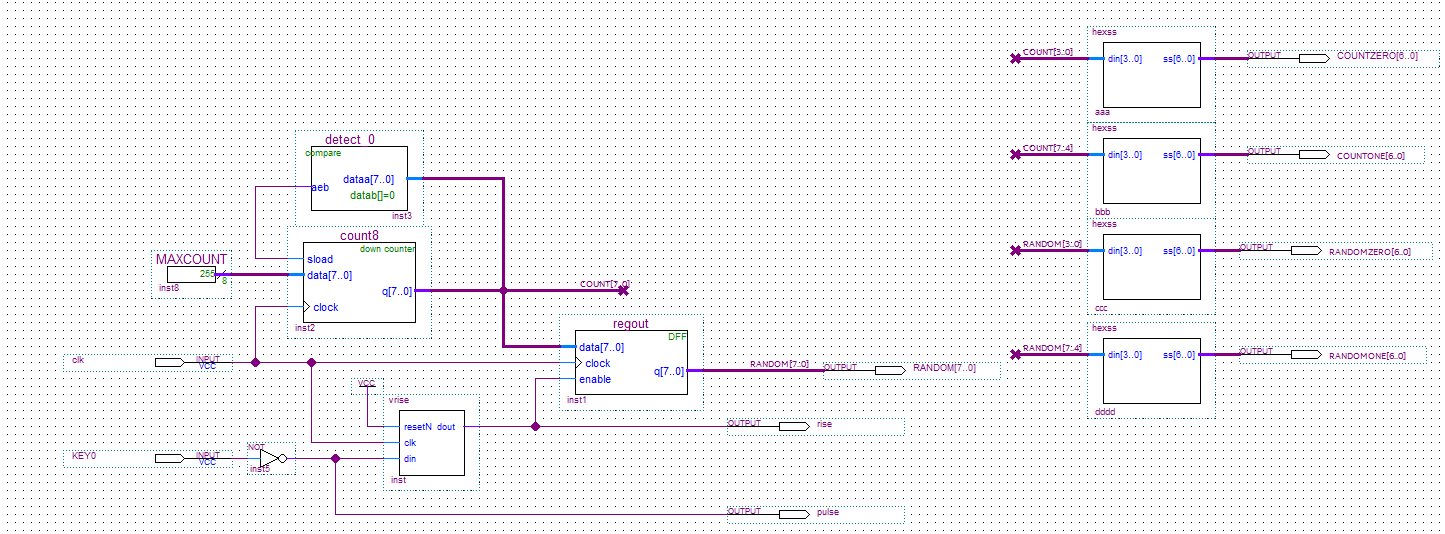 detect_0
compare
aeb
dataa[7..0]
datab[]=0
inst3
count8
down counter
sload
data[7..0]
q[7..0]
clock
inst2
MAXCOUNT
255
8
inst8
COUNT[7..0]
clk
INPUT
VCC
regout
DFF
data[7..0]
clock
enable
q[7..0]
inst1
RANDOM[7..0]
OUTPUT
RANDOM[7..0]
VCC
vrise
resetN dout
clk
din
inst
OUTPUT
rise
KEY0
INPUT
VCC
NOT
inst5
OUTPUT
pulse
hexss
COUNT[3..0]
din[3..0] ss[6..0]
OUTPUT
COUNTZERO[6..0]
aaa
hexss
COUNT[7..4]
din[3..0] ss[6..0]
OUTPUT
COUNTONE[6..0]
bbb
hexss
RANDOM[3..0]
din[3..0] ss[6..0]
OUTPUT
RANDOMZERO[6..0]
ccc
hexss
RANDOM[7..4]
din[3..0] ss[6..0]
OUTPUT
RANDOMONE[6..0]
dddd